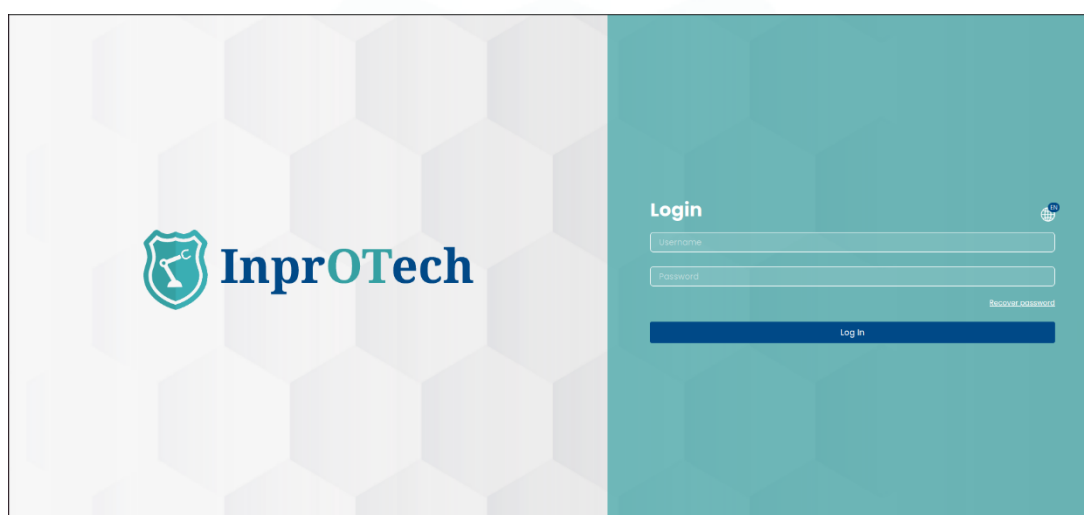 InprOTech
Login
EN
Username
Password
Recover password
Log In